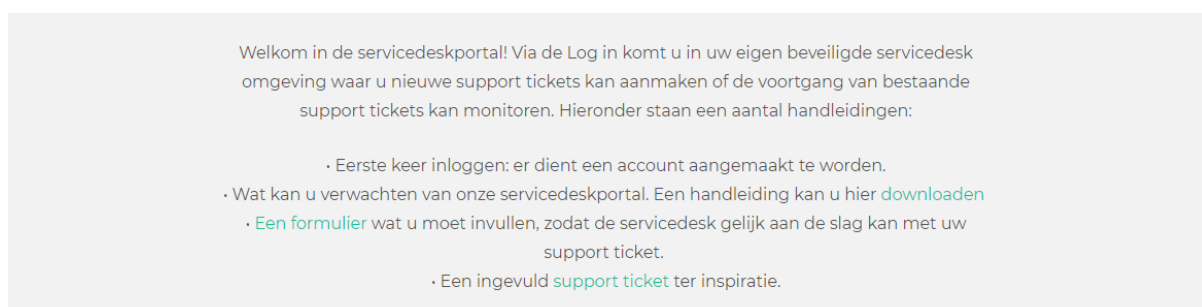 Welkom in de servicedeskportal! Via de Log in komt u in uw eigen beveiligde servicedesk
omgeving waar u nieuwe support tickets kan aanmaken of de voortgang van bestaande
support tickets kan monitoren. Hieronder staan een aantal handleidingen:
• Eerste keer inloggen: er dient een account aangemaakt te worden.
• Wat kan u verwachten van onze servicedeskportal. Een handleiding kan u hier downloaden
• Een formulier wat u moet invullen, zodat de servicedesk gelijk aan de slag kan met uw
support ticket.
• Een ingevuld support ticket ter inspiratie.